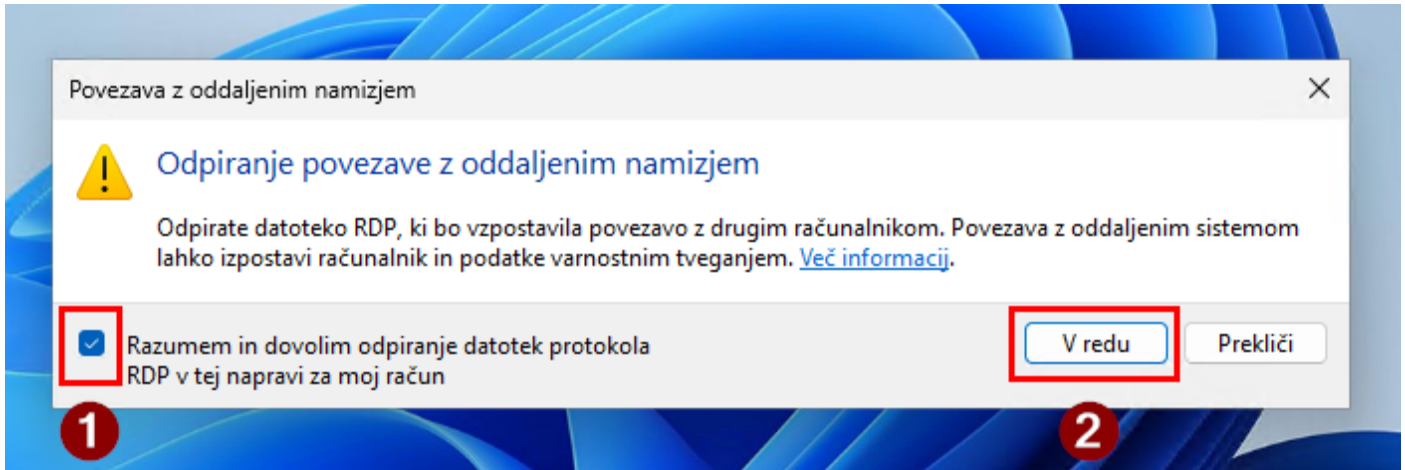 Povezava z oddaljenim namizjem
Odpiranje povezave z oddaljenim namizjem
Odpirate datoteko RDP, ki bo vzpostavila povezavo z drugim računalnikom. Povezava z oddaljenim sistemom
lahko izpostavi računalnik in podatke varnostnim tveganjem. Več informacij.
Razumem in dovolim odpiranje datotek protokola
RDP v tej napravi za moj račun
V redu
Prekliči
1
2